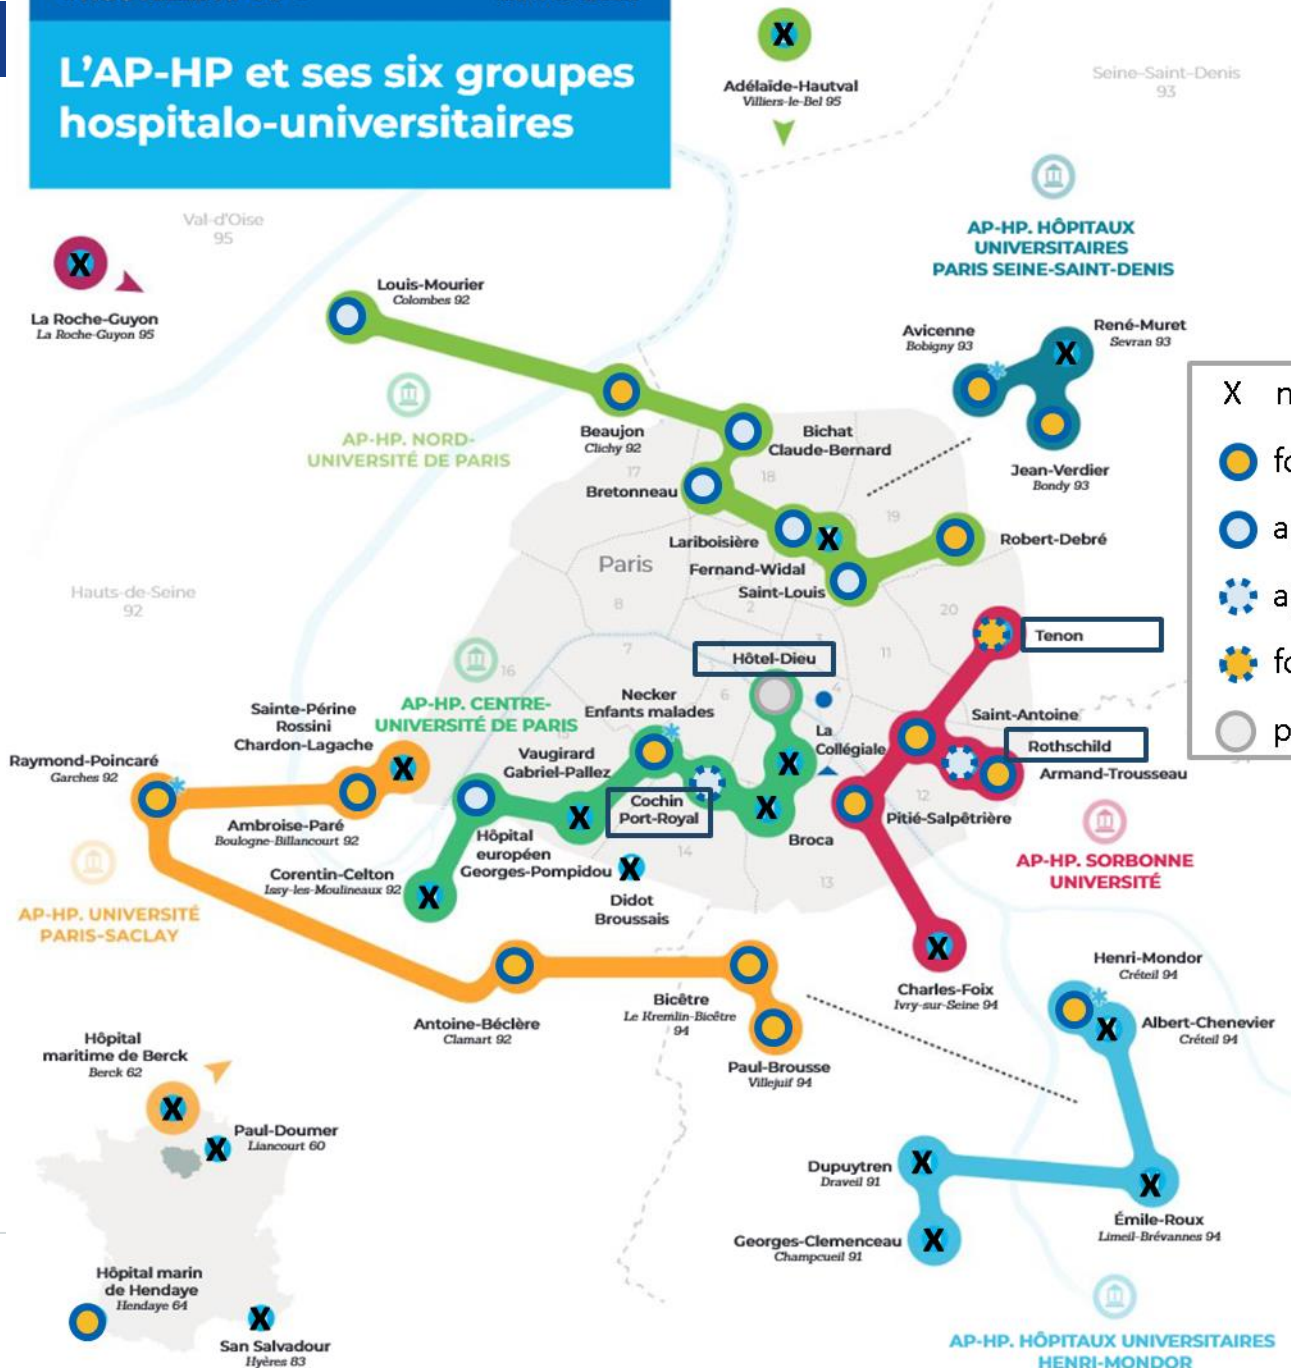 L'AP-HP et ses six groupes
hospitalo-universitaires
X
Adélaïde-Hautval
Villiers-le-Bel 95
Seine-Saint-Denis
93
Val-d'Oise
95
AP-HP. HÔPITAUX
UNIVERSITAIRES
PARIS SEINE-SAINT-DENIS
X
La Roche-Guyon
La Roche-Guyon 95
Louis-Mourier
Colombes 92
Avicenne
Bobigny 93
René-Muret
Sevran 93
X
X
AP-HP. NORD-
UNIVERSITÉ DE PARIS
Beaujon
Clichy 92
Bichat
Claude-Bernard
Jean-Verdier
Bondy 93
17
18
19
Bretonneau
Lariboisière
X
Fernand-Widal
Saint-Louis
Robert-Debré
Paris
Hauts-de-Seine
92
8
2
3
20
7
11
16
6
4
Tenon
Hôtel-Dieu
AP-HP. CENTRE-
UNIVERSITÉ DE PARIS
Necker
Enfants malades
Sainte-Périne
Rossini
Chardon-Lagache
X
Saint-Antoine
La
Collégiale
X
Rothschild
Armand-Trousseau
Raymond-Poincaré
Garches 92
Vaugirard
Gabriel-Pallez
X
Cochin
Port-Royal
X
Broca
12
Pitié-Salpêtrière
Ambroise-Paré
Boulogne-Billancourt 92
Hôpital
européen
Georges-Pompidou
14
13
Corentin-Celton
Issy-les-Moulineaux 92
X
X
Didot
Broussais
AP-HP. SORBONNE
UNIVERSITÉ
AP-HP. UNIVERSITÉ
PARIS-SACLAY
X
Charles-Foix
Ivry-sur-Seine 94
Henri-Mondor
Créteil 94
X
Albert-Chenevier
Créteil 94
Antoine-Béclère
Clamart 92
Bicêtre
Le Kremlin-Bicêtre
94
Paul-Brousse
Villejuif 94
Hôpital
maritime de Berck
Berck 62
X
X
Paul-Doumer
Liancourt 60
Dupuytren
Draveil 91
X
X
Émile-Roux
Limeil-Brévannes 94
Georges-Clemenceau
Champcueil 91
X
Hôpital marin
de Hendaye
Hendaye 64
X
San Salvadour
Hyères 83
AP-HP. HÔPITAUX UNIVERSITAIRES
HENRI-MONDOR